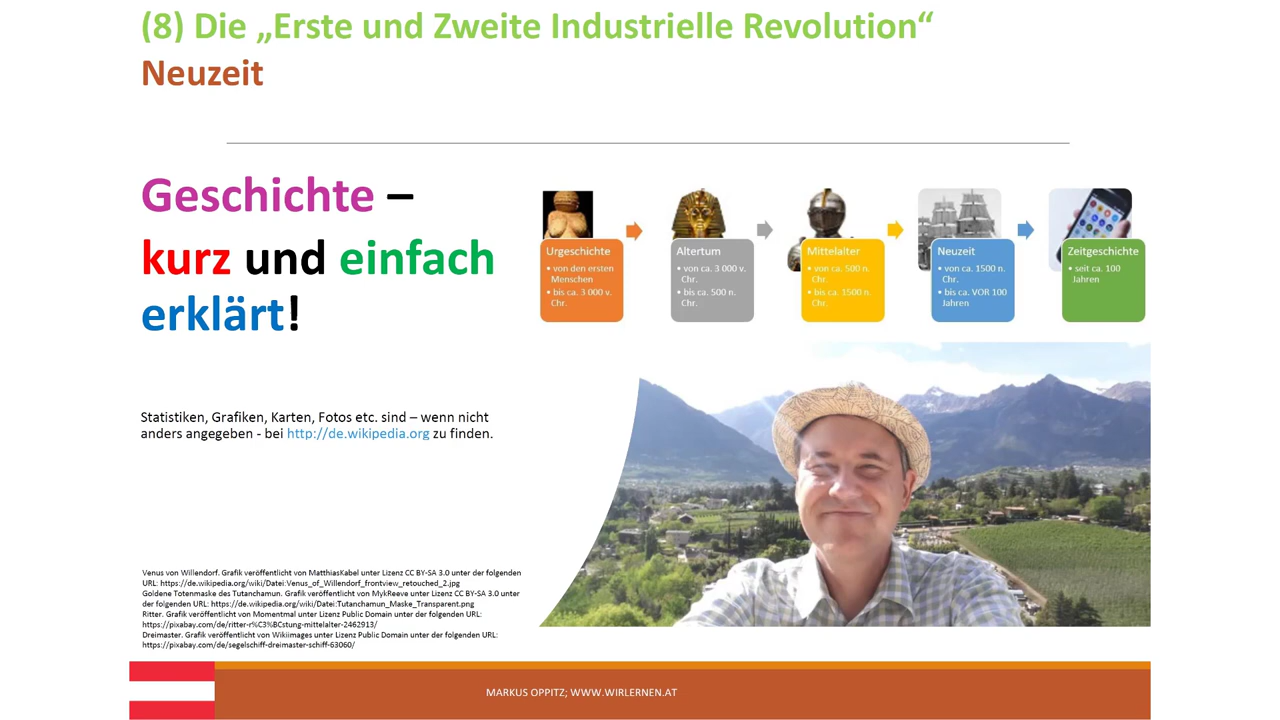 (8) Die „Erste und Zweite Industrielle Revolution“
Neuzeit
Geschichte –
kurz und einfach
erklärt!
Urgeschichte
• von den ersten
Menschen
• bis ca. 3 000 v.
Chr.
Altertum
• von ca. 3 000 v.
Chr.
• bis ca. 500 n.
Chr.
Mittelalter
• von ca. 500 n.
Chr.
• bis ca. 1500 n.
Chr.
Neuzeit
• von ca. 1500 n.
Chr.
• bis ca. VOR 100
Jahren
Zeitgeschichte
• seit ca. 100
Jahren
Statistiken, Grafiken, Karten, Fotos etc. sind – wenn nicht
anders angegeben - bei http://de.wikipedia.org zu finden.
Venus von Willendorf. Grafik veröffentlicht von MatthiasKabel unter Lizenz CC BY-SA 3.0 unter der folgenden
URL: https://de.wikipedia.org/wiki/Datei:Venus_of_Willendorf_frontview_retouched_2.jpg
Goldene Totenmaske des Tutanchamun. Grafik veröffentlicht von MykReeve unter Lizenz CC BY-SA 3.0 unter
der folgenden URL: https://de.wikipedia.org/wiki/Datei:Tutanchamun_Maske_Transparent.png
Ritter. Grafik veröffentlicht von Momentmal unter Lizenz Public Domain unter der folgenden URL:
https://pixabay.com/de/ritter-r%C3%BCstung-mittelalter-2462913/
Dreimaster. Grafik veröffentlicht von Wikiimages unter Lizenz Public Domain unter der folgenden URL:
https://pixabay.com/de/segelschiff-dreimaster-schiff-63060/
MARKUS OPPITZ; WWW.WIRLERNEN.AT